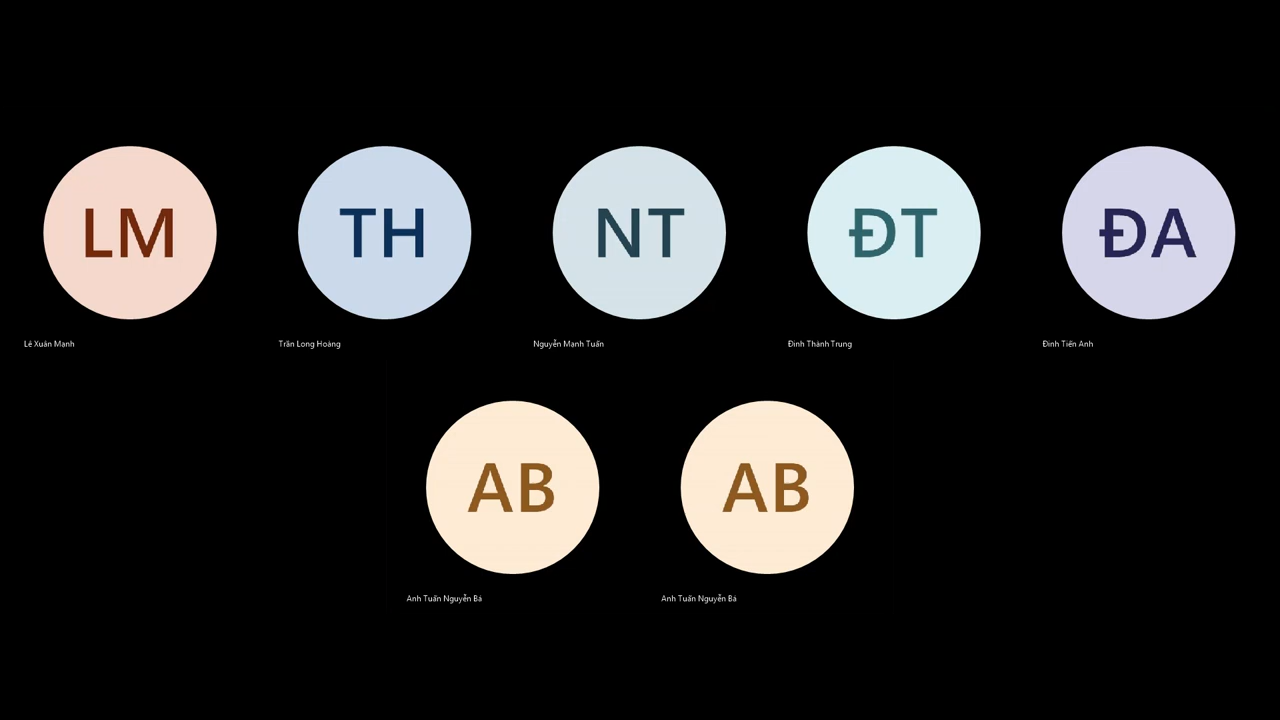 LM
TH
NT
ĐT
ĐA
Lê Xuân Mạnh
Trần Long Hoàng
Nguyễn Mạnh Tuấn
Đinh Thành Trung
Đinh Tiến Anh
AB
AB
Anh Tuấn Nguyễn Bá
Anh Tuấn Nguyễn Bá